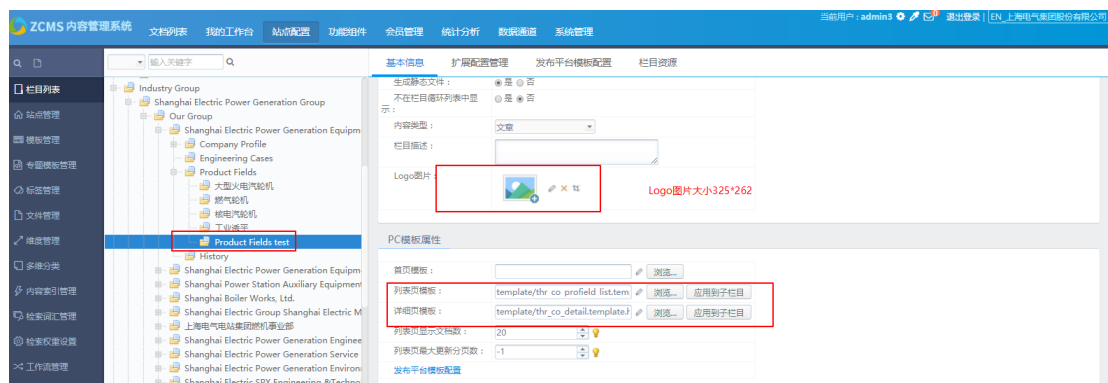 当前用户：admin3 退出登录 | EN_上海电气集团股份有限公司
ZCMS 内容管理系统 文档列表 我的工作台 站点配置 功能组件 会员管理 统计分析 数据通道 系统管理
输入关键字 基本信息 扩展配置管理 发布平台模板配置 栏目资源
栏目列表
站点管理
模板管理
专题模板管理
标签管理
文件管理
维度管理
多维分类
内容索引管理
检索词汇管理
检索权重设置
工作流管理
Industry Group
Shanghai Electric Power Generation Group
Our Group
Shanghai Electric Power Generation Equipm
Company Profile
Engineering Cases
Product Fields
大型火电汽轮机
燃气轮机
核电汽轮机
工业透平
Product Fields test
History
Shanghai Electric Power Generation Equipm
Shanghai Power Station Auxiliary Equipment
Shanghai Boiler Works, Ltd.
Shanghai Electric Group Shanghai Electric M
上海电气电站集团燃机事业部
Shanghai Electric Power Generation Enginee
Shanghai Electric Power Generation Service
Shanghai Electric Power Generation Environ
Shanghai Electric SPX Engineering &Techno
生成静态文件： 是 否
不在栏目循环列表中显示： 是 否
内容类型： 文章
栏目描述：
Logo图片：
Logo图片大小325*262
PC模板属性
首页模板： 浏览...
列表页模板： template/thr_co_profield_list.tem 浏览... 应用到子栏目
详细页模板： template/thr_co_detail.template.h 浏览... 应用到子栏目
列表页显示文档数： 20
列表页最大更新分页数： -1
发布平台模板配置